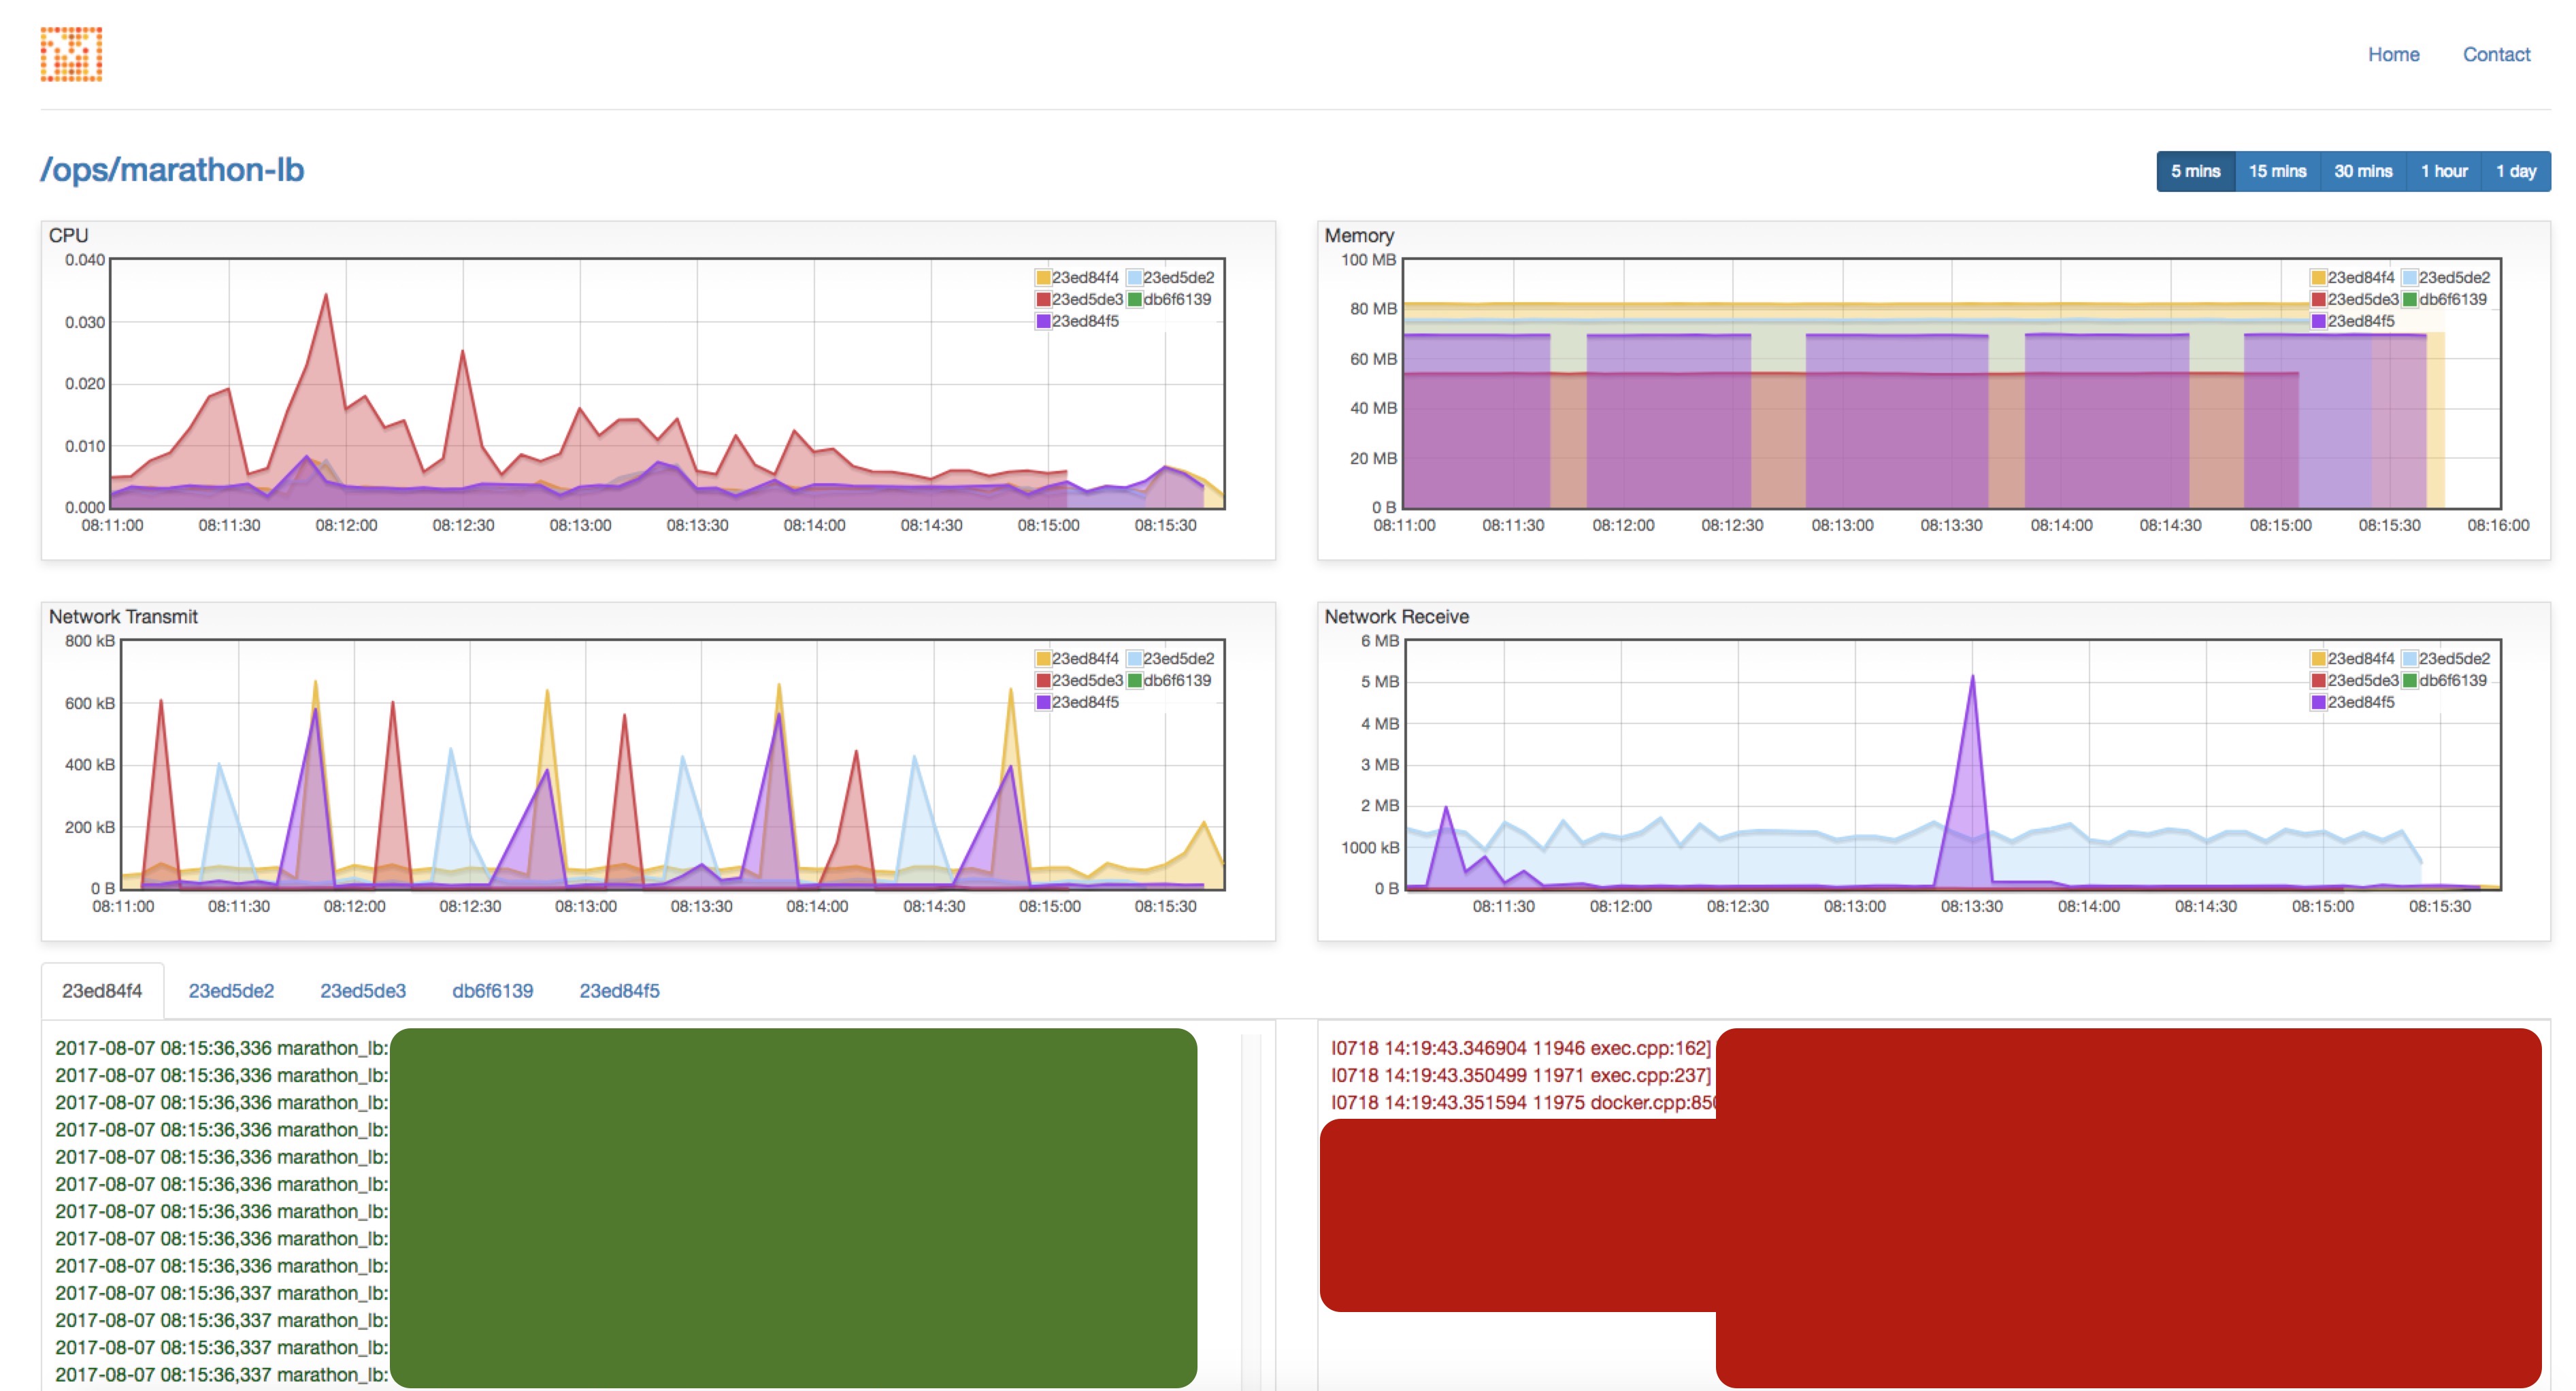 Home Contact
/ops/marathon-lb
5 mins 15 mins 30 mins 1 hour 1 day
CPU
0.040
0.030
0.020
0.010
0.000
23ed84f4 23ed5de2
23ed5de3 db6f6139
23ed84f5
08:11:00 08:11:30 08:12:00 08:12:30 08:13:00 08:13:30 08:14:00 08:14:30 08:15:00 08:15:30
Memory
100 MB
80 MB
60 MB
40 MB
20 MB
0 B
23ed84f4 23ed5de2
23ed5de3 db6f6139
23ed84f5
08:11:00 08:11:30 08:12:00 08:12:30 08:13:00 08:13:30 08:14:00 08:14:30 08:15:00 08:15:30 08:16:00
Network Transmit
800 kB
600 kB
400 kB
200 kB
0 B
23ed84f4 23ed5de2
23ed5de3 db6f6139
23ed84f5
08:11:00 08:11:30 08:12:00 08:12:30 08:13:00 08:13:30 08:14:00 08:14:30 08:15:00 08:15:30
Network Receive
6 MB
5 MB
4 MB
3 MB
2 MB
1000 kB
0 B
23ed84f4 23ed5de2
23ed5de3 db6f6139
23ed84f5
08:11:30 08:12:00 08:12:30 08:13:00 08:13:30 08:14:00 08:14:30 08:15:00 08:15:30
23ed84f4 23ed5de2 23ed5de3 db6f6139 23ed84f5
2017-08-07 08:15:36,336 marathon_lb:
2017-08-07 08:15:36,336 marathon_lb:
2017-08-07 08:15:36,336 marathon_lb:
2017-08-07 08:15:36,336 marathon_lb:
2017-08-07 08:15:36,336 marathon_lb:
2017-08-07 08:15:36,336 marathon_lb:
2017-08-07 08:15:36,336 marathon_lb:
2017-08-07 08:15:36,336 marathon_lb:
2017-08-07 08:15:36,336 marathon_lb:
2017-08-07 08:15:36,337 marathon_lb:
2017-08-07 08:15:36,337 marathon_lb:
2017-08-07 08:15:36,337 marathon_lb:
2017-08-07 08:15:36,337 marathon_lb:
I0718 14:19:43.346904 11946 exec.cpp:162]
I0718 14:19:43.350499 11971 exec.cpp:237]
I0718 14:19:43.351594 11975 docker.cpp:850